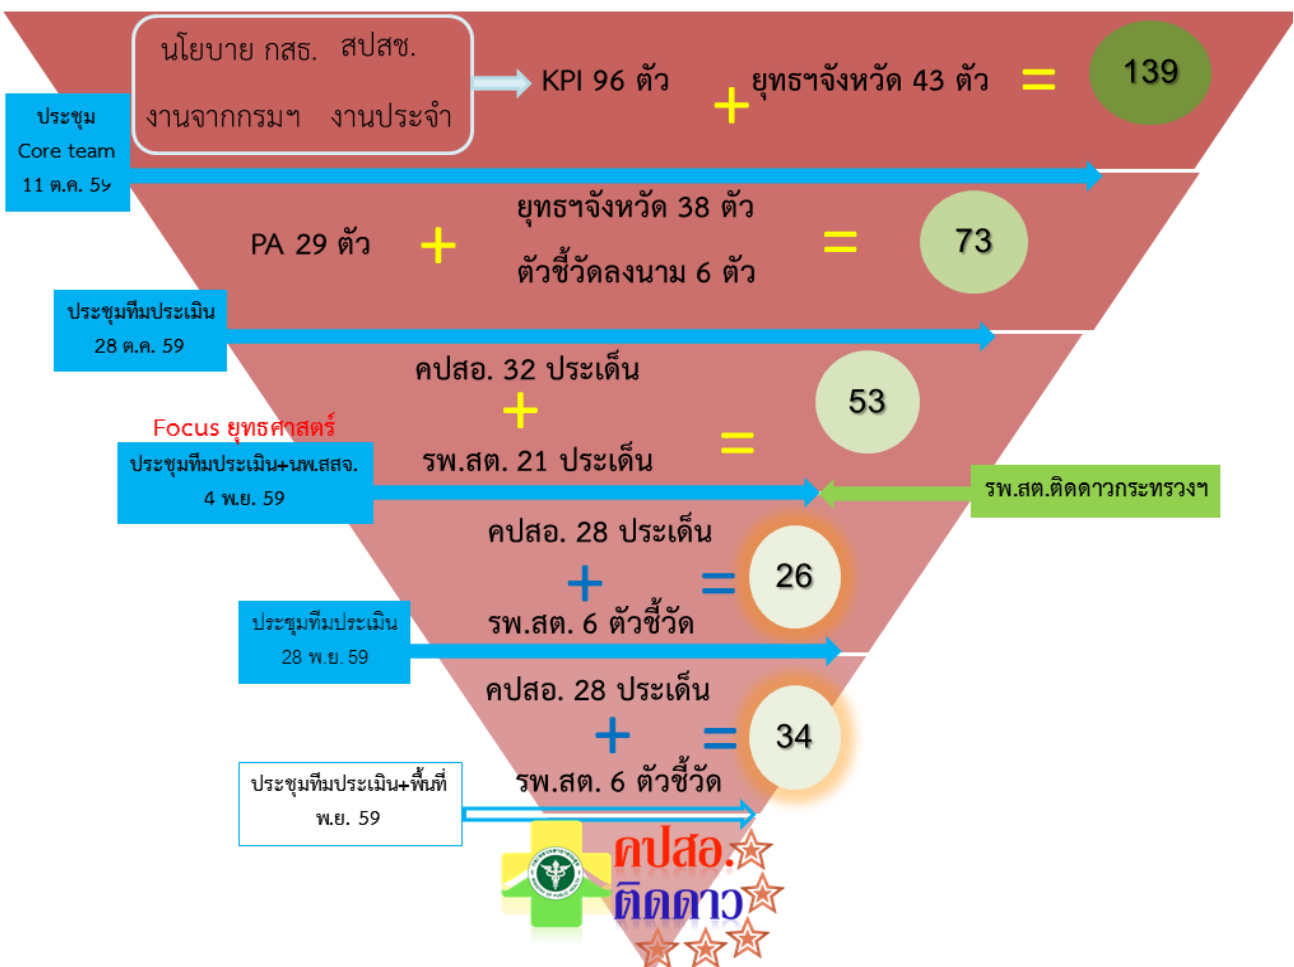 นโยบาย กสธ. สปสช.
งานจากกรมฯ งานประจำ
KPI 96 ตัว + ยุทธฯจังหวัด 43 ตัว = 139
ประชุม
Core team
11 ต.ค. 59
ยุทธฯจังหวัด 38 ตัว
PA 29 ตัว + = 73
ตัวชี้วัดลงนาม 6 ตัว
ประชุมทีมประเมิน
28 ต.ค. 59
คปสอ. 32 ประเด็น
+ = 53
รพ.สต. 21 ประเด็น
Focus ยุทธศาสตร์
ประชุมทีมประเมิน+นพ.สสจ.
4 พ.ย. 59
รพ.สต.ติดดาวกระทรวงฯ
คปสอ. 28 ประเด็น
+ = 26
รพ.สต. 6 ตัวชี้วัด
ประชุมทีมประเมิน
28 พ.ย. 59
คปสอ. 28 ประเด็น
+ = 34
รพ.สต. 6 ตัวชี้วัด
ประชุมทีมประเมิน+พื้นที่
พ.ย. 59
คปสอ.
ติดดาว